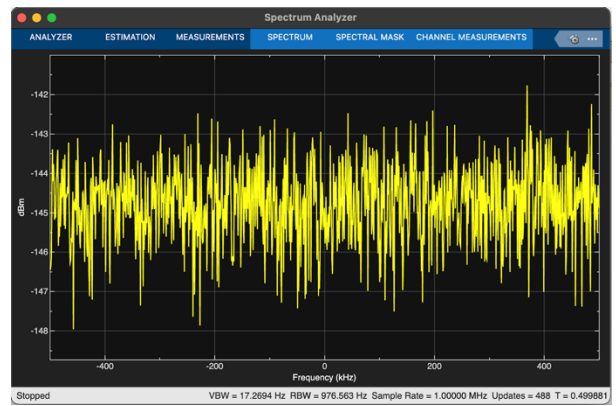 Spectrum Analyzer
ANALYZER ESTIMATION MEASUREMENTS SPECTRUM SPECTRAL MASK CHANNEL MEASUREMENTS
-142
-143
-144
-145
-146
-147
-148
dBm
-400 -200 0 200 400
Frequency (kHz)
Stopped VBW = 17.2694 Hz RBW = 976.563 Hz Sample Rate = 1.00000 MHz Updates = 488 T = 0.499881